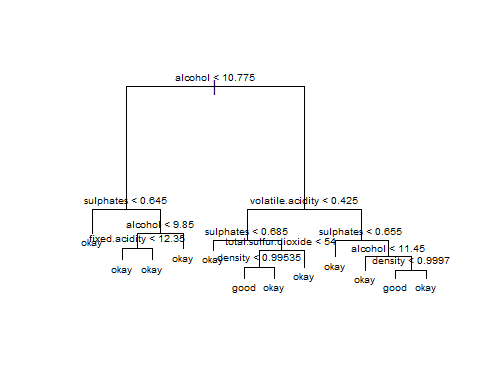 alcohol < 10.775
sulphates < 0.645
volatile.acidity < 0.425
okay
alcohol < 9.85
fixed.acidity < 12.35
okay
okay
okay
sulphates < 0.685
okay
total.sulfur.dioxide < 54
density < 0.99535
good
okay
okay
sulphates < 0.655
okay
alcohol < 11.45
okay
density < 0.9997
good
okay